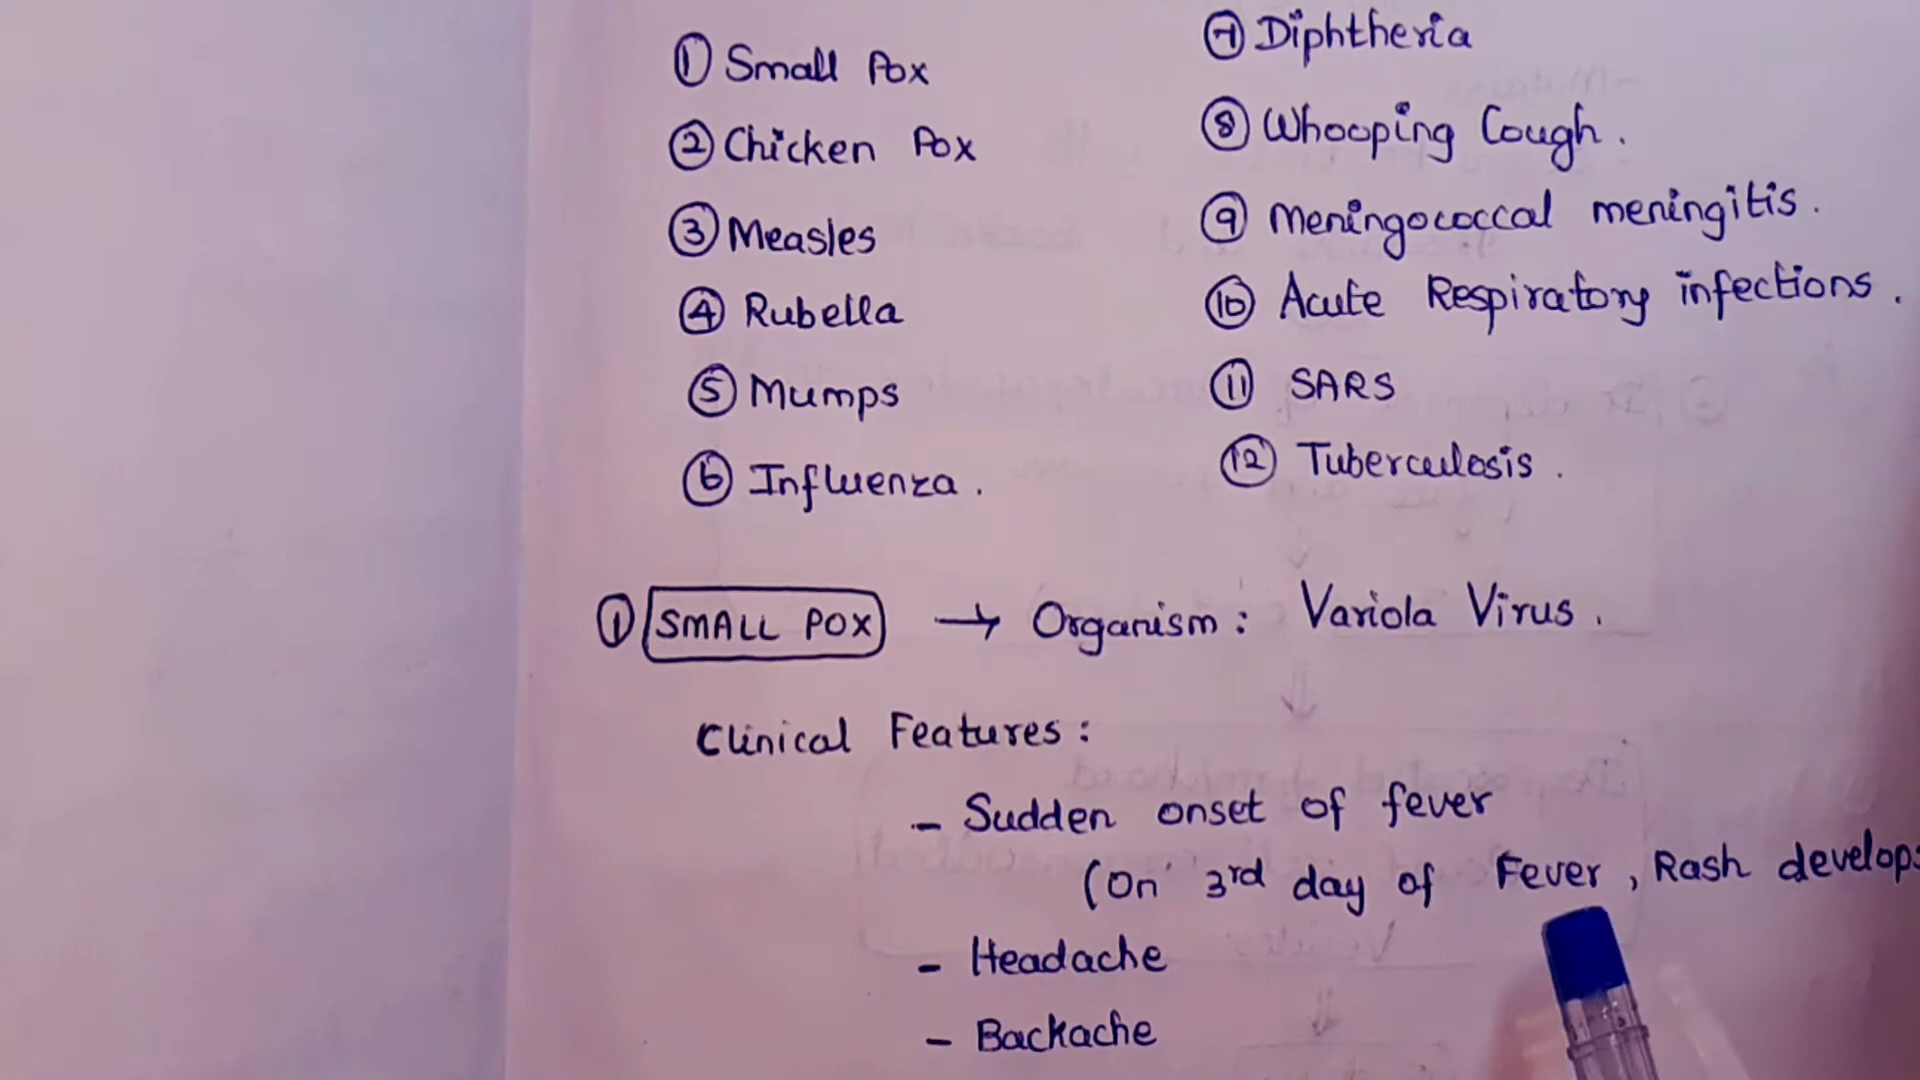 ① Small Pox
② Chicken Pox
③ Measles
④ Rubella
⑤ Mumps
⑥ Influenza.
⑦ Diphtheria
⑧ Whooping Cough.
⑨ Meningococcal meningitis.
⑩ Acute Respiratory infections.
⑪ SARS
⑫ Tuberculosis.
① SMALL POX → Organism: Variola Virus.
Clinical Features:
- Sudden onset of fever
(On 3rd day of Fever, Rash develops
- Headache
- Backache